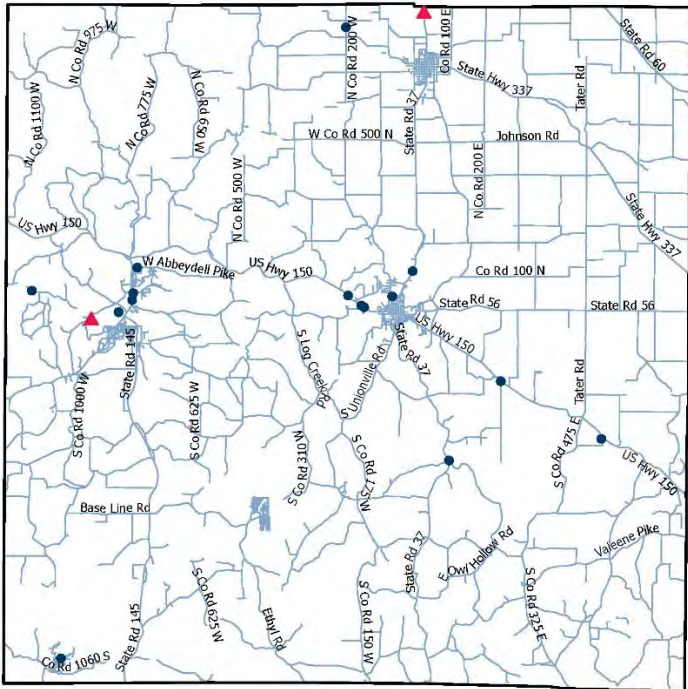 N Co Rd 975 W
N Co Rd 200 W
Co Rd 100 E
State Rd 60
N Co Rd 1100 W
N Co Rd 775 W
N Co Rd 650 W
State Rd 37
State Hwy 337
Tater Rd
W Co Rd 500 N
Johnson Rd
N Co Rd 500 W
N Co Rd 200 E
US Hwy 150
State Hwy 337
W Abbeydell Pike
US Hwy 150
Co Rd 100 N
State Rd 56
State Rd 56
US Hwy 150
State Rd 145
S Log Creek Rd
S Unionville Rd
State Rd 37
Tater Rd
S Co Rd 1000 W
S Co Rd 625 W
S Co Rd 310 W
S Co Rd 175 W
S Co Rd 475 E
US Hwy 150
Base Line Rd
Valeene Pike
State Rd 37
E Owl Hollow Rd
S Co Rd 625 W
Ethyl Rd
S Co Rd 150 W
S Co Rd 325 E
State Rd 145
Co Rd 1060 S